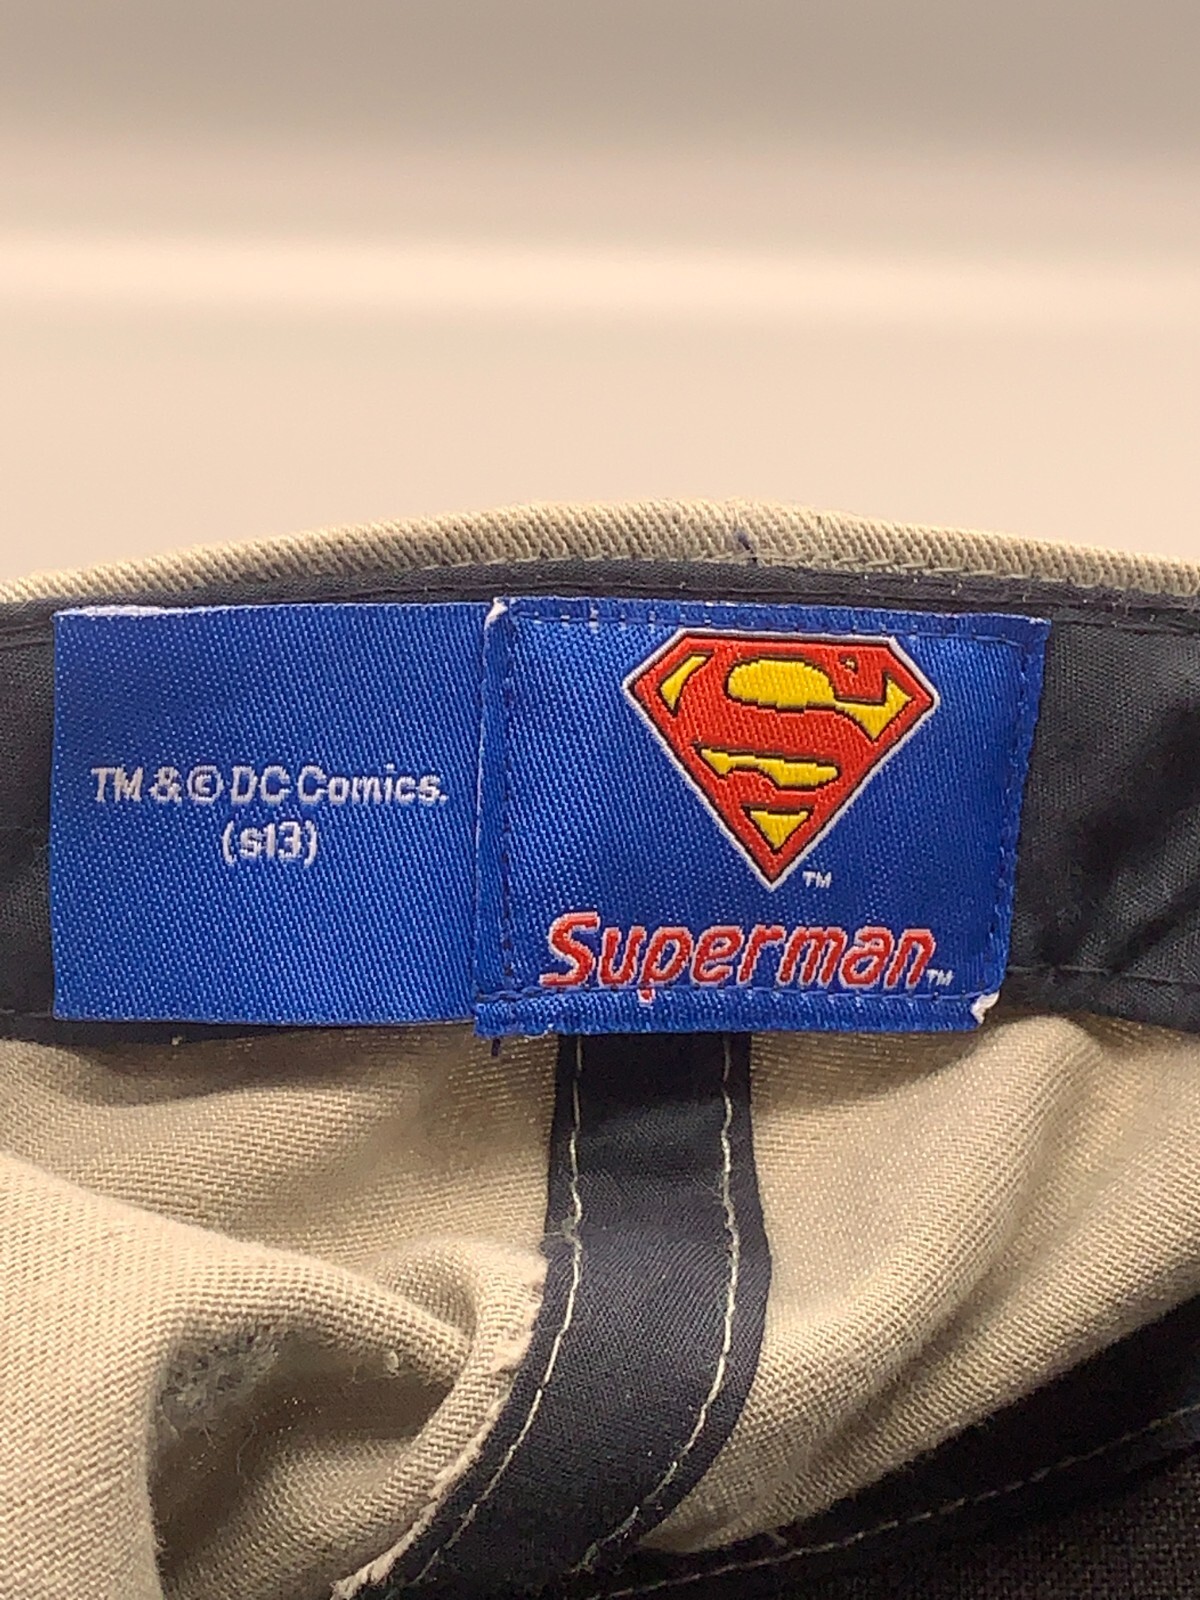 TM & © DC Comics.
(s13)
S
TM
Superman TM